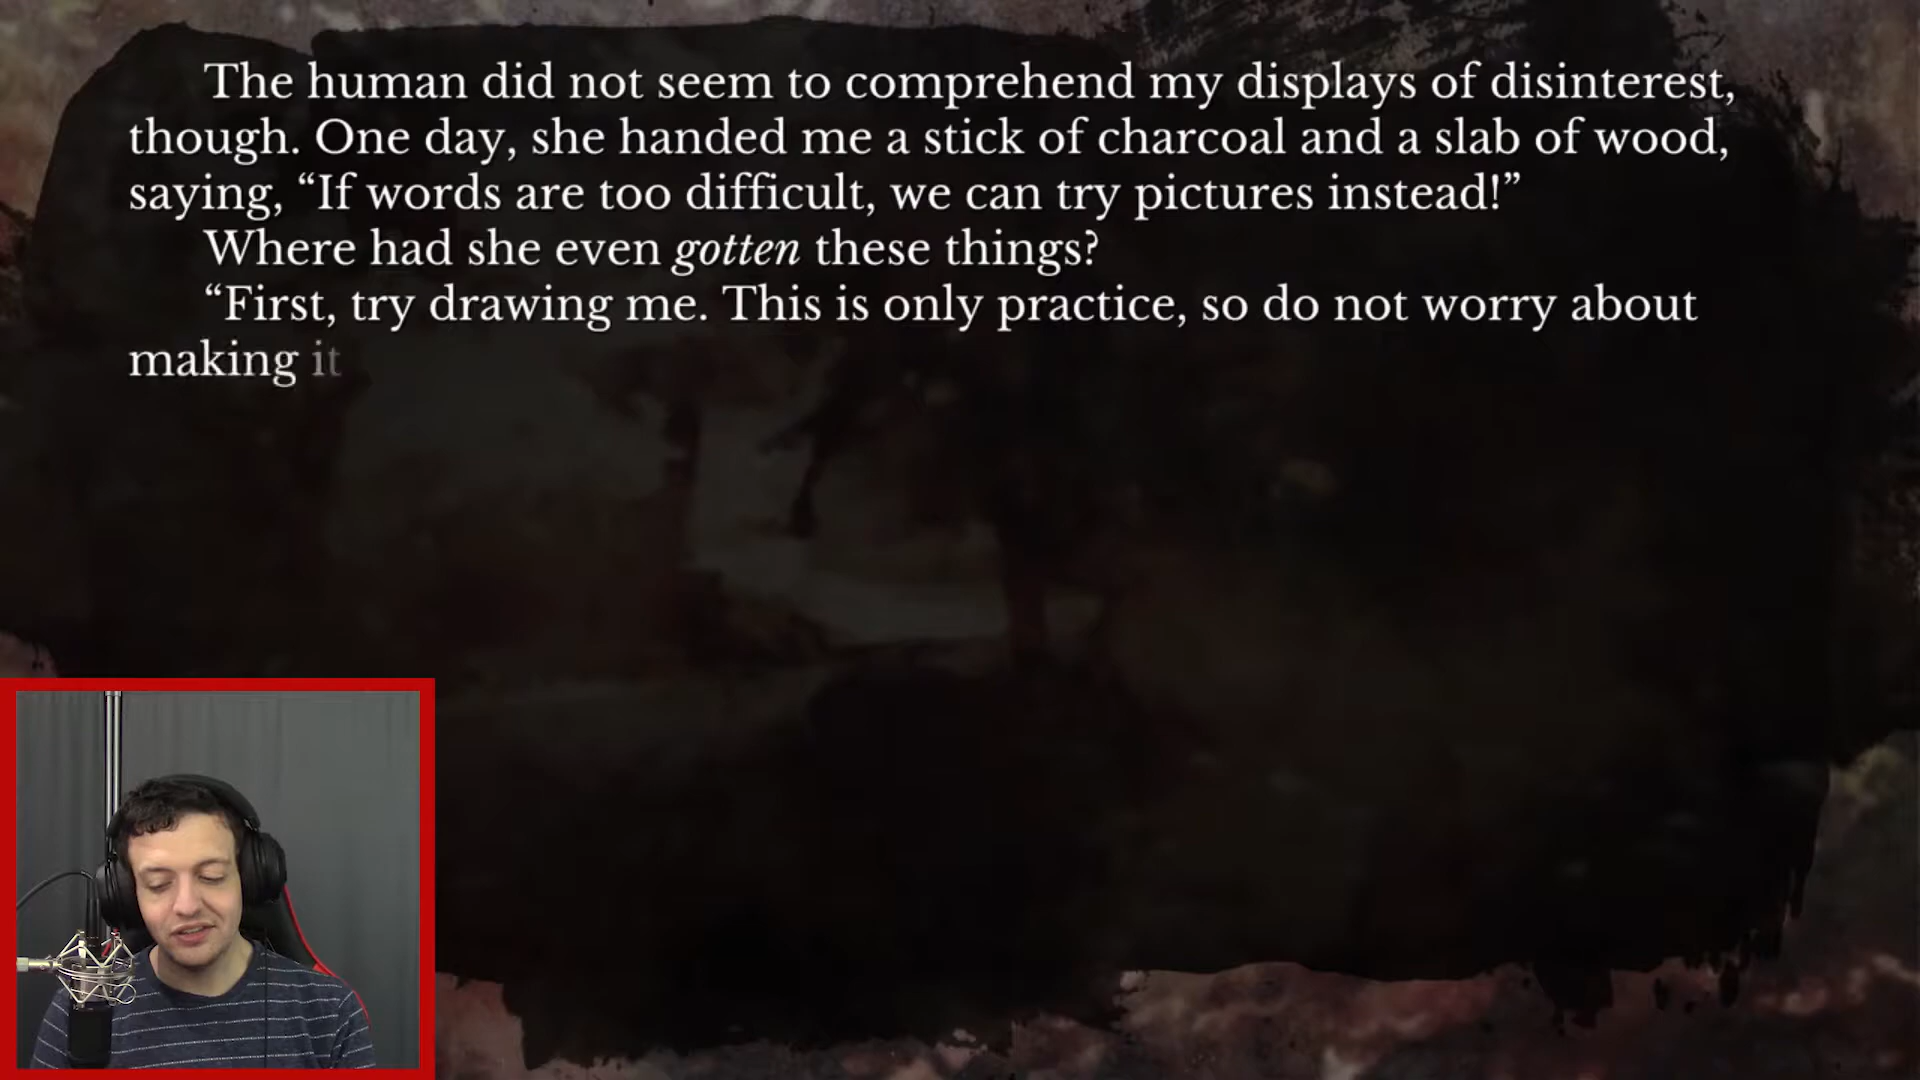 The human did not seem to comprehend my displays of disinterest,
though. One day, she handed me a stick of charcoal and a slab of wood,
saying, “If words are too difficult, we can try pictures instead!”
Where had she even gotten these things?
“First, try drawing me. This is only practice, so do not worry about
making it